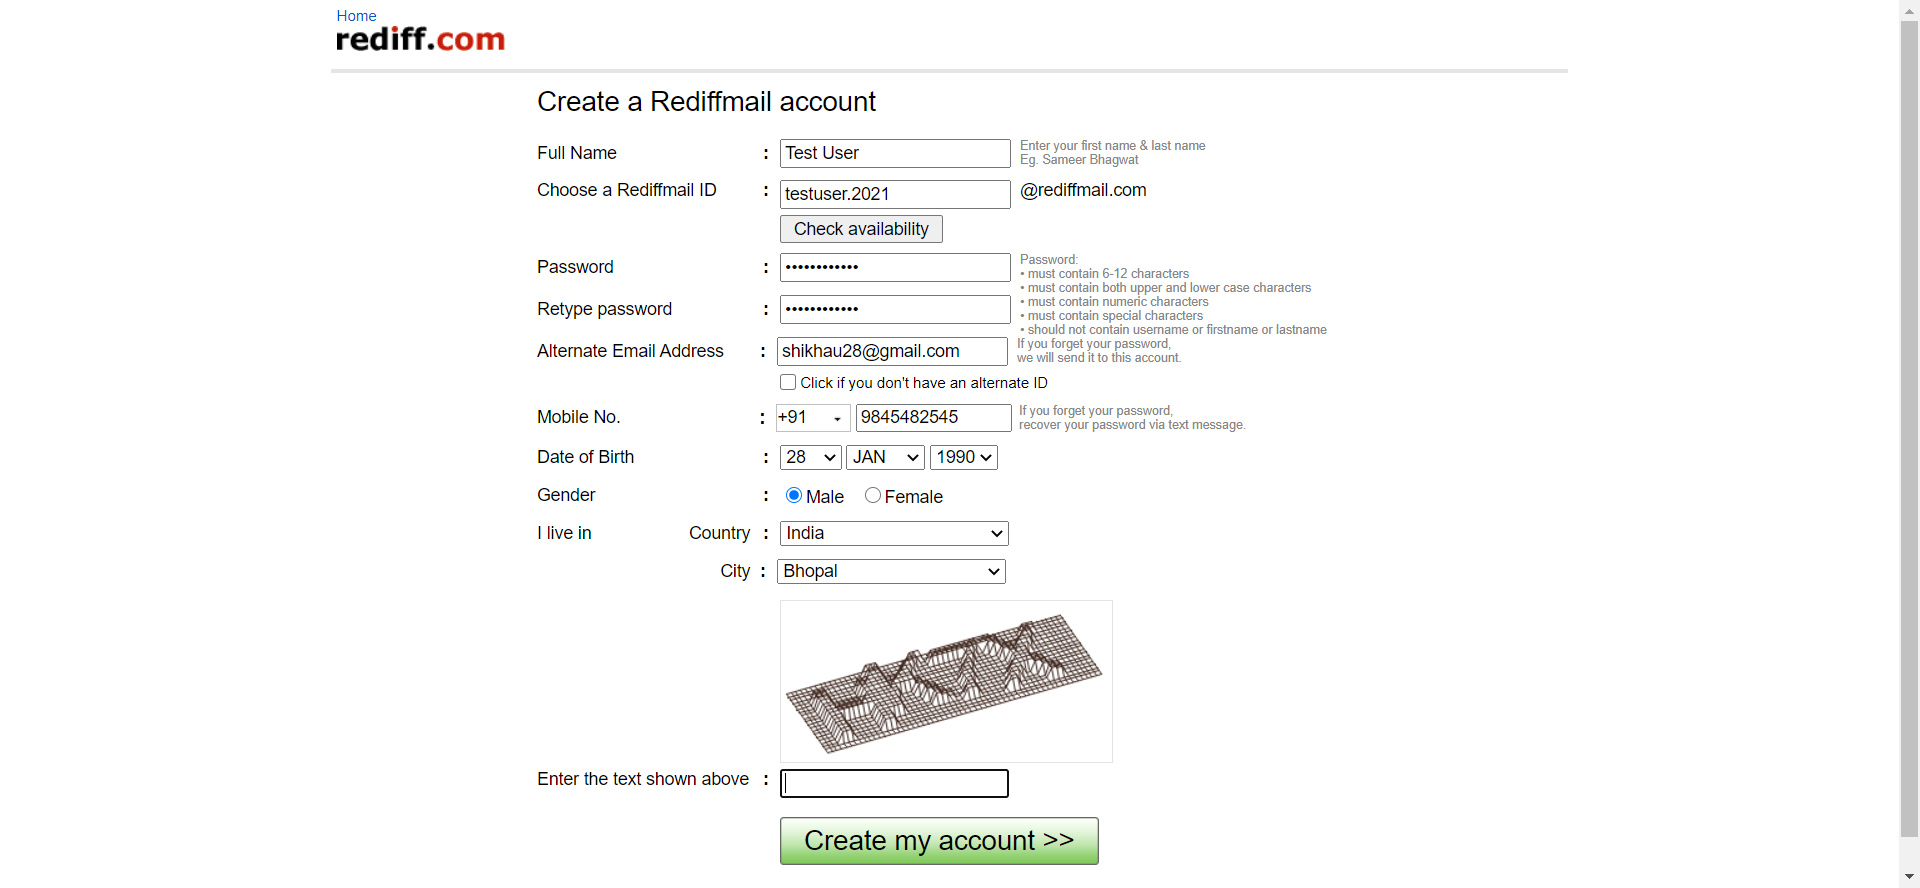 Home
rediff.com
Create a Rediffmail account
Full Name : Test User Enter your first name & last name
Eg. Sameer Bhagwat
Choose a Rediffmail ID : testuser.2021 @rediffmail.com
Check availability
Password : •••••••••••• Password:
• must contain 6-12 characters
• must contain both upper and lower case characters
• must contain numeric characters
Retype password : •••••••••••• • must contain special characters
• should not contain username or firstname or lastname
Alternate Email Address : shikhau28@gmail.com If you forget your password,
we will send it to this account.
Click if you don't have an alternate ID
Mobile No. : +91 9845482545 If you forget your password,
recover your password via text message.
Date of Birth : 28 JAN 1990
Gender : Male Female
I live in Country : India
City : Bhopal
Enter the text shown above :
Create my account >>